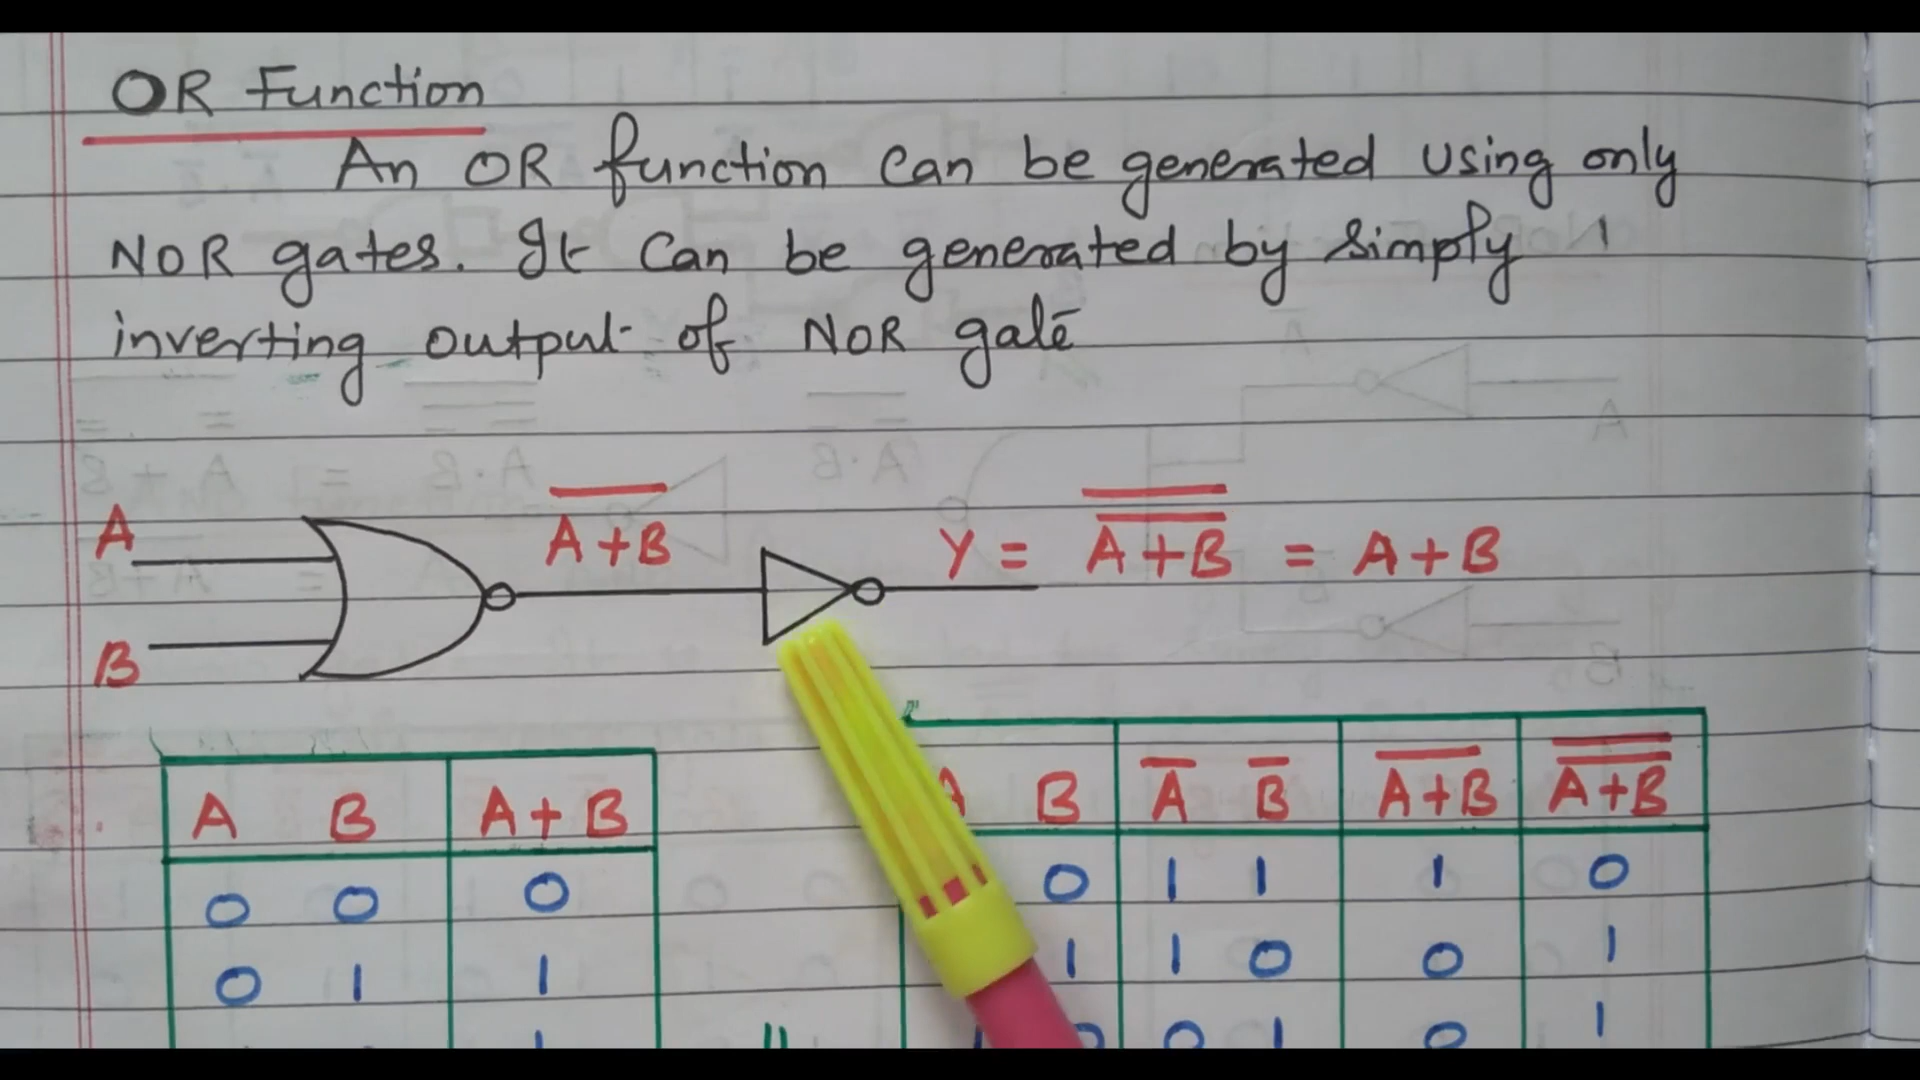 OR Function
An OR function can be generated using only
NOR gates. It can be generated by simply
inverting output of NOR gate
A
B
A̅+̅B̅
Y = A̿+̿B̿ = A + B
A B A + B
0 0 0
0 1 1
1
B A̅ B̅ A̅+̅B̅ A̿+̿B̿
0 1 1 1 0
1 1 0 0 1
0 1 0 1